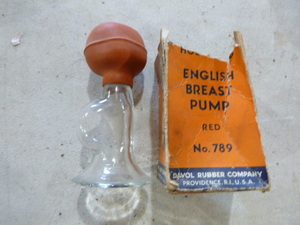 ENGLISH
BREAST
PUMP
RED
No. 789
DAVOL RUBBER COMPANY
PROVIDENCE, R.I., U.S.A.